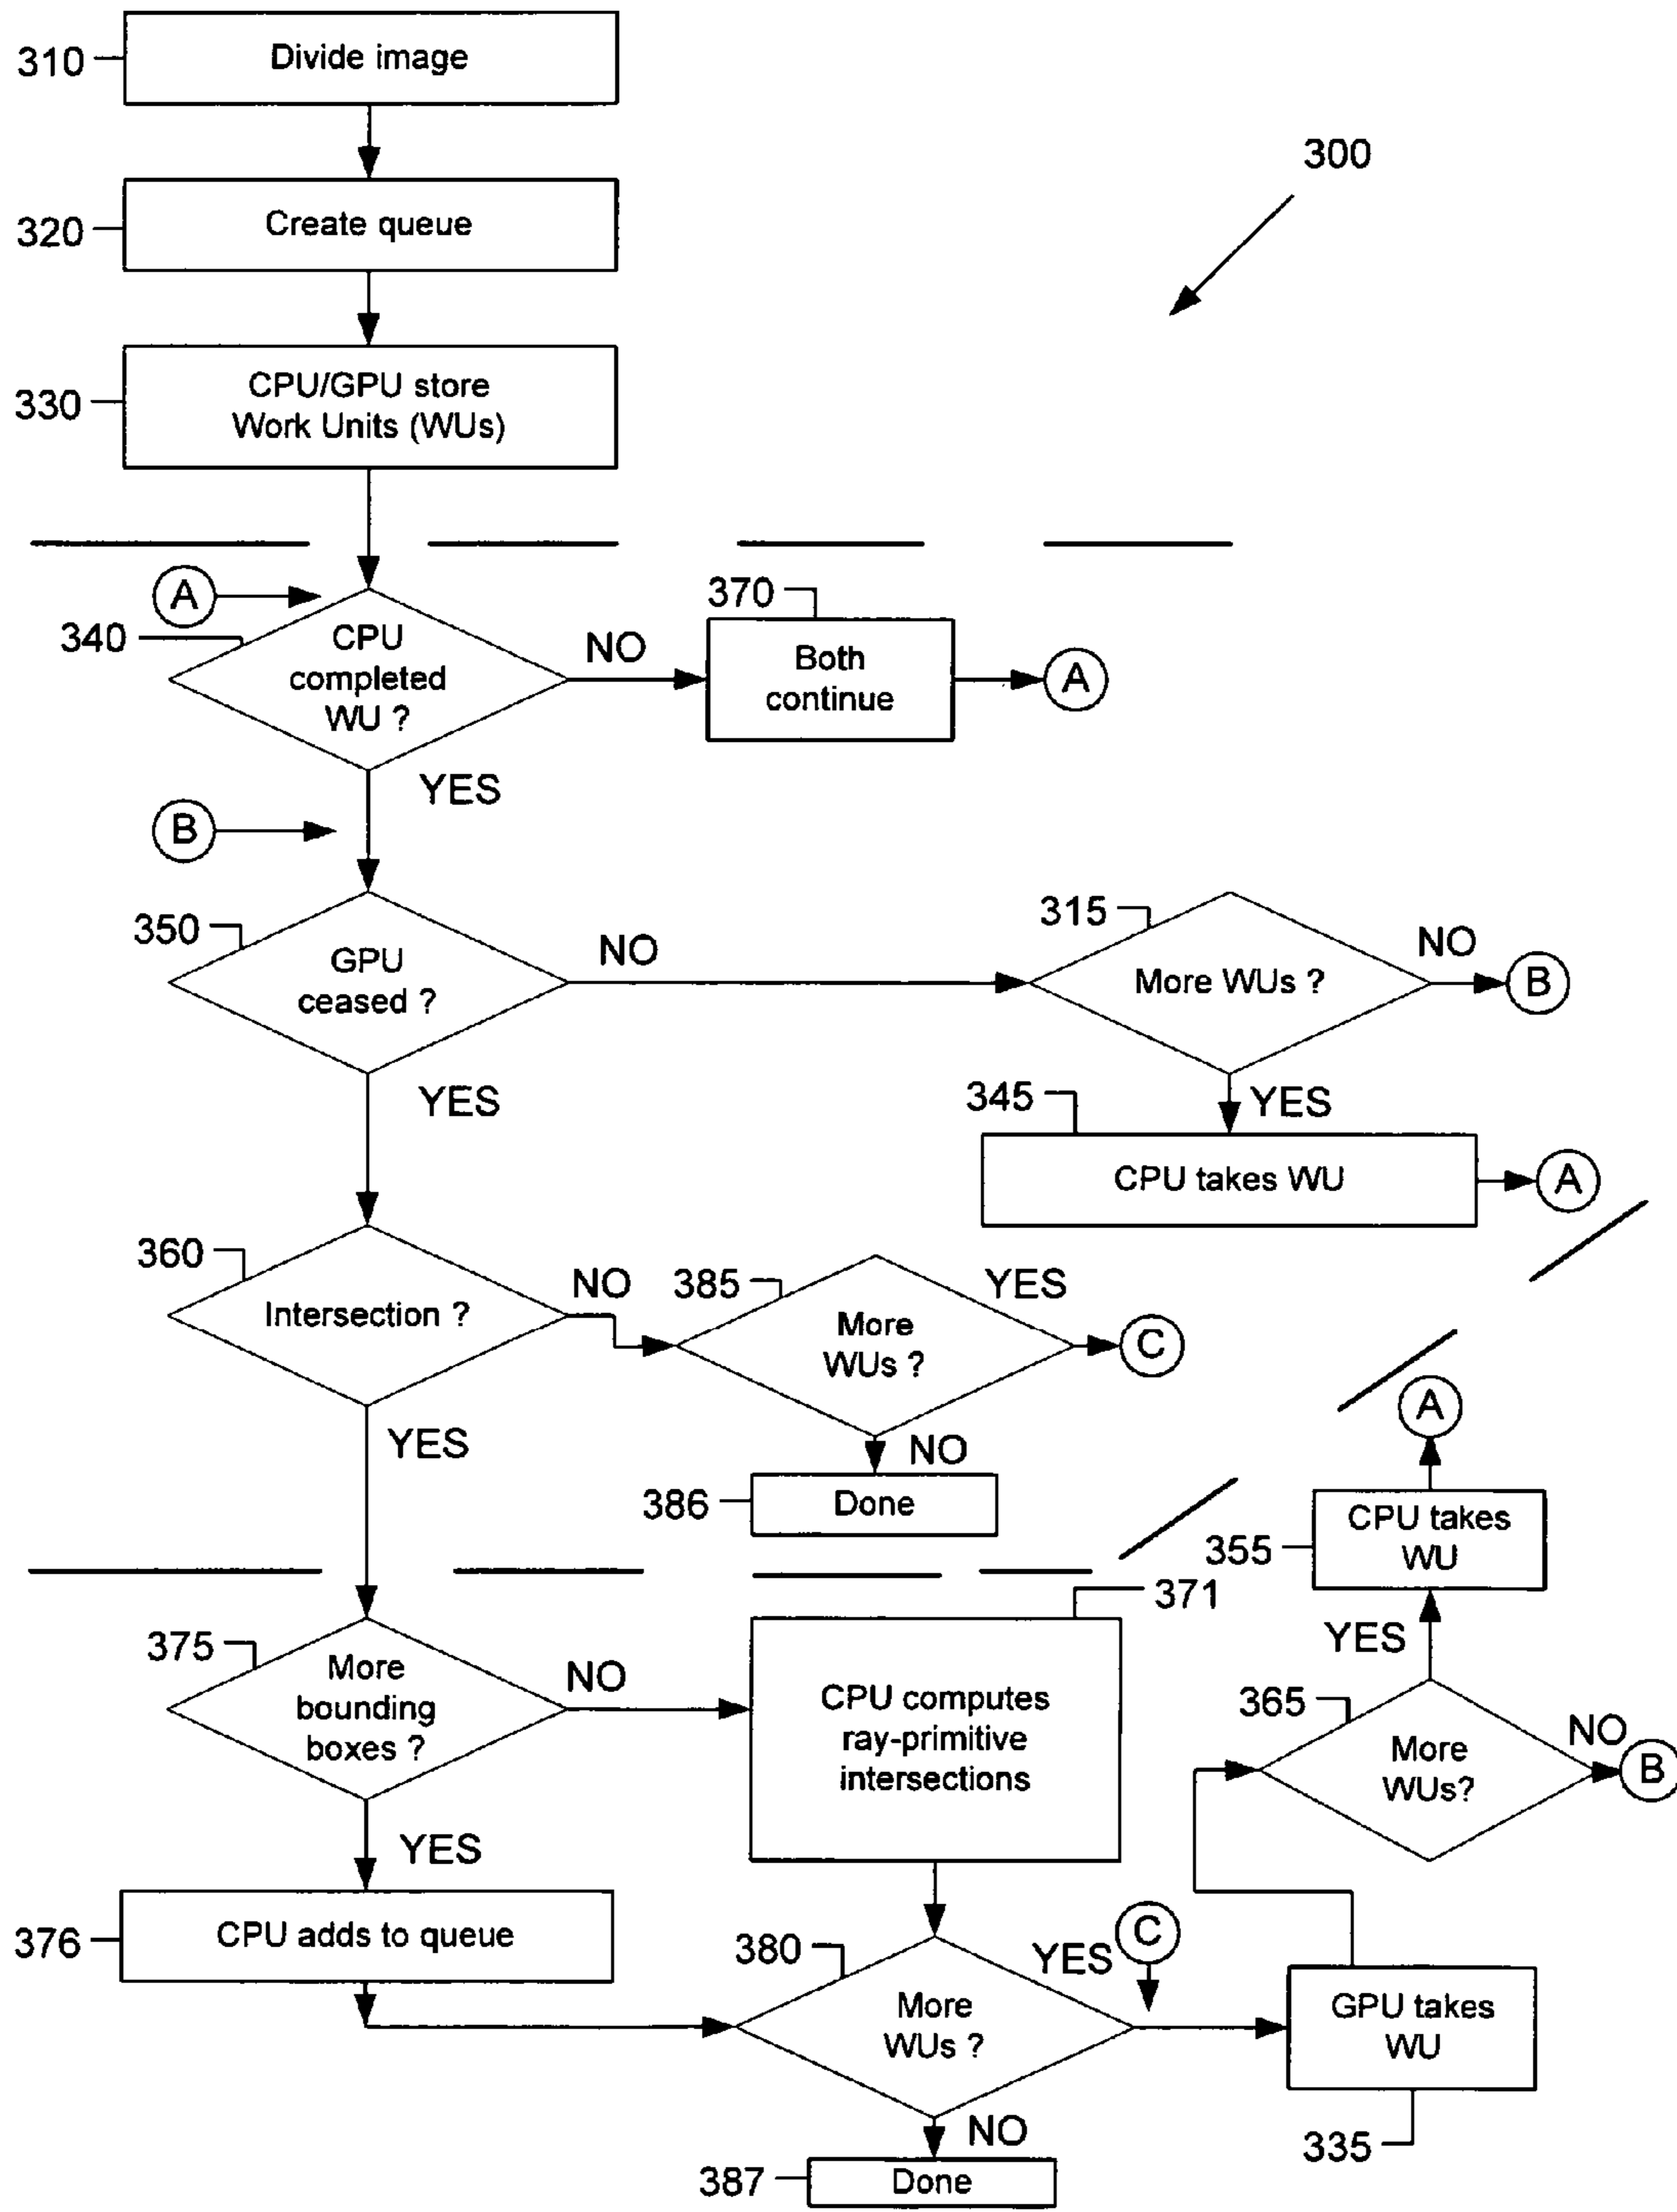 310
Divide image
300
320
Create queue
330
CPU/GPU store
Work Units (WUs)
A
340
CPU
completed
WU ?
NO
370
Both
continue
A
YES
B
350
GPU
ceased ?
NO
315
More WUs ?
NO
B
YES
345
CPU takes WU
A
YES
360
Intersection ?
NO
385
More
WUs ?
YES
C
NO
386
Done
YES
A
355
CPU takes
WU
YES
365
More
WUs?
NO
B
375
More
bounding
boxes ?
NO
371
CPU computes
ray-primitive
intersections
YES
376
CPU adds to queue
380
More
WUs ?
YES
C
GPU takes
WU
335
NO
387
Done